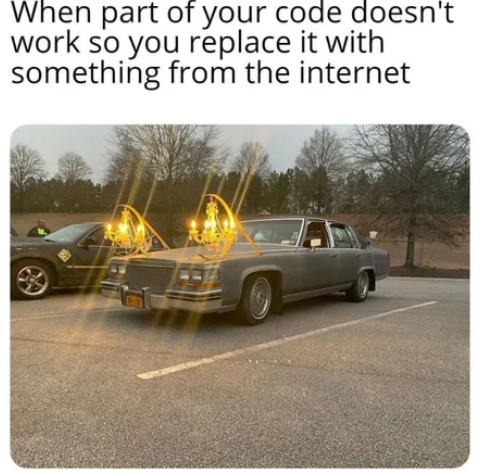 When part of your code doesn't
work so you replace it with
something from the internet